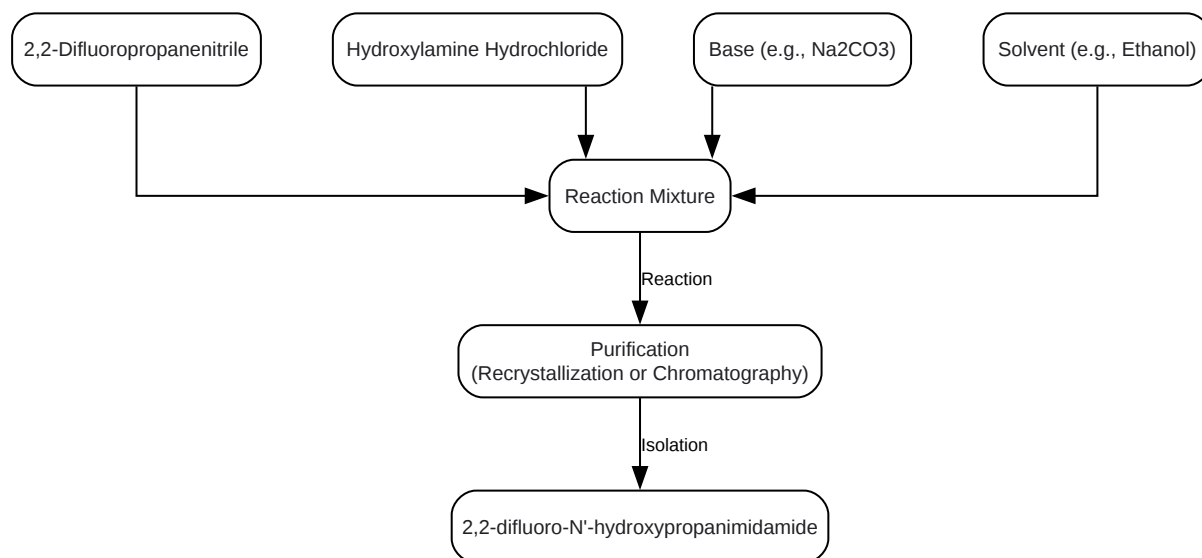 2,2-Difluoropropanenitrile
Hydroxylamine Hydrochloride
Base (e.g., Na2CO3)
Solvent (e.g., Ethanol)
Reaction Mixture
Reaction
Purification
(Recrystallization or Chromatography)
Isolation
2,2-difluoro-N'-hydroxypropanimidamide